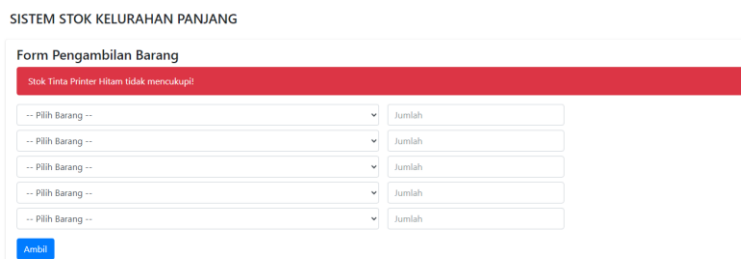 SISTEM STOK KELURAHAN PANJANG
Form Pengambilan Barang
Stok Tinta Printer Hitam tidak mencukupi!
-- Pilih Barang -- Jumlah
-- Pilih Barang -- Jumlah
-- Pilih Barang -- Jumlah
-- Pilih Barang -- Jumlah
-- Pilih Barang -- Jumlah
Ambil